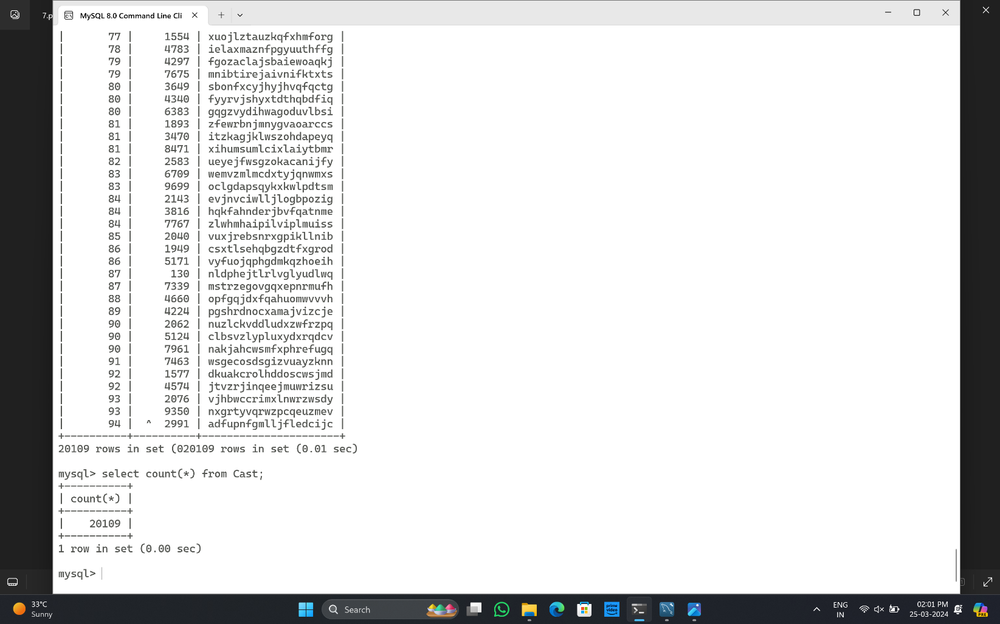 7.p
MySQL 8.0 Command Line Cli
| 77 | 1554 | xuojlztauzkqfxhmforg |
| 78 | 4783 | ielaxmaznfpgyuuthffg |
| 79 | 4297 | fgozaclajsbaiewoaqkj |
| 79 | 7675 | mnibtirejaivnifktxts |
| 80 | 3649 | sbonfxcyjhyjhvqfqctg |
| 80 | 4340 | fyyrvjshyxtdthqbdfiq |
| 80 | 6383 | gqgzvydihwagoduvlbsi |
| 81 | 1893 | zfewrbnjmnygvaoarccs |
| 81 | 3470 | itzkagjklwszohdapeyq |
| 81 | 8471 | xihumsumlcixlaiytbmr |
| 82 | 2583 | ueyejfwsgzokacanijfy |
| 83 | 6709 | wemvzmlmcdxtyjqnwmxs |
| 83 | 9699 | oclgdapsqykxkwlpdtsm |
| 84 | 2143 | evjnvciwlljlogbpozig |
| 84 | 3816 | hqkfahnderjbvfqatnme |
| 84 | 7767 | zlwhmhaipilviplmuiss |
| 85 | 2040 | vuxjrebsnrxgpikllnib |
| 86 | 1949 | csxtlsehqbgzdtfxgrod |
| 86 | 5171 | vyfuojqphgdmkqzhoeih |
| 87 | 130 | nldphejtlrlvglyudlwq |
| 87 | 7339 | mstrzegovgqxepnrmufh |
| 88 | 4660 | opfgqjdxfqahuomwvvvh |
| 89 | 4224 | pgshrdnocxamajvizcje |
| 90 | 2062 | nuzlckvddludxzwfrzpq |
| 90 | 5124 | clbsvzlypluxydxrqdcv |
| 90 | 7961 | nakjahcwsmfxphrefugq |
| 91 | 7463 | wsgecosdsgizvuayzknn |
| 92 | 1577 | dkuakcrolhddoscwsjmd |
| 92 | 4574 | jtvzrjinqeejmuwrizsu |
| 93 | 2076 | vjhbwccrimxlnwrzwsdy |
| 93 | 9350 | nxgrtyvqrwzpcqeuzmev |
| 94 | ^ 2991 | adfupnfgmlljfledcijc |
+----------+----------+----------------------+
20109 rows in set (020109 rows in set (0.01 sec)
mysql> select count(*) from Cast;
+----------+
| count(*) |
+----------+
| 20109 |
+----------+
1 row in set (0.00 sec)
mysql>
33°C
Sunny
Search
prime video
ENG
IN
02:01 PM
25-03-2024
PRE